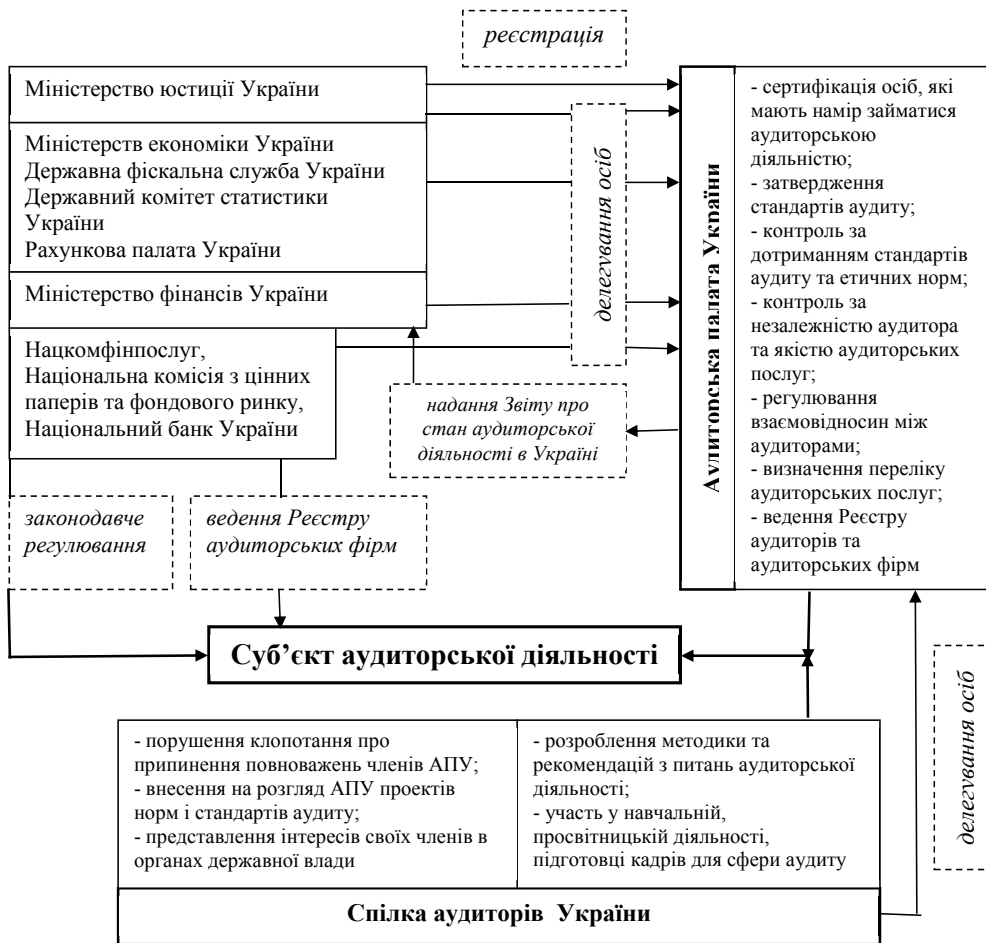 реєстрація
Міністерство юстиції України
Міністерств економіки України
Державна фіскальна служба України
Державний комітет статистики
України
Рахункова палата України
Міністерство фінансів України
Нацкомфінпослуг,
Національна комісія з цінних
паперів та фондового ринку,
Національний банк України
делегування осіб
надання Звіту про
стан аудиторської
діяльності в Україні
Аудиторська палата України
- сертифікація осіб, які
мають намір займатися
аудиторською
діяльністю;
- затвердження
стандартів аудиту;
- контроль за
дотриманням стандартів
аудиту та етичних норм;
- контроль за
незалежністю аудитора
та якістю аудиторських
послуг;
- регулювання
взаємовідносин між
аудиторами;
- визначення переліку
аудиторських послуг;
- ведення Реєстру
аудиторів та
аудиторських фірм
законодавче
регулювання
ведення Реєстру
аудиторських фірм
Суб’єкт аудиторської діяльності
делегування осіб
- порушення клопотання про
припинення повноважень членів АПУ;
- внесення на розгляд АПУ проектів
норм і стандартів аудиту;
- представлення інтересів своїх членів в
органах державної влади
- розроблення методики та
рекомендацій з питань аудиторської
діяльності;
- участь у навчальній,
просвітницькій діяльності,
підготовці кадрів для сфери аудиту
Спілка аудиторів України